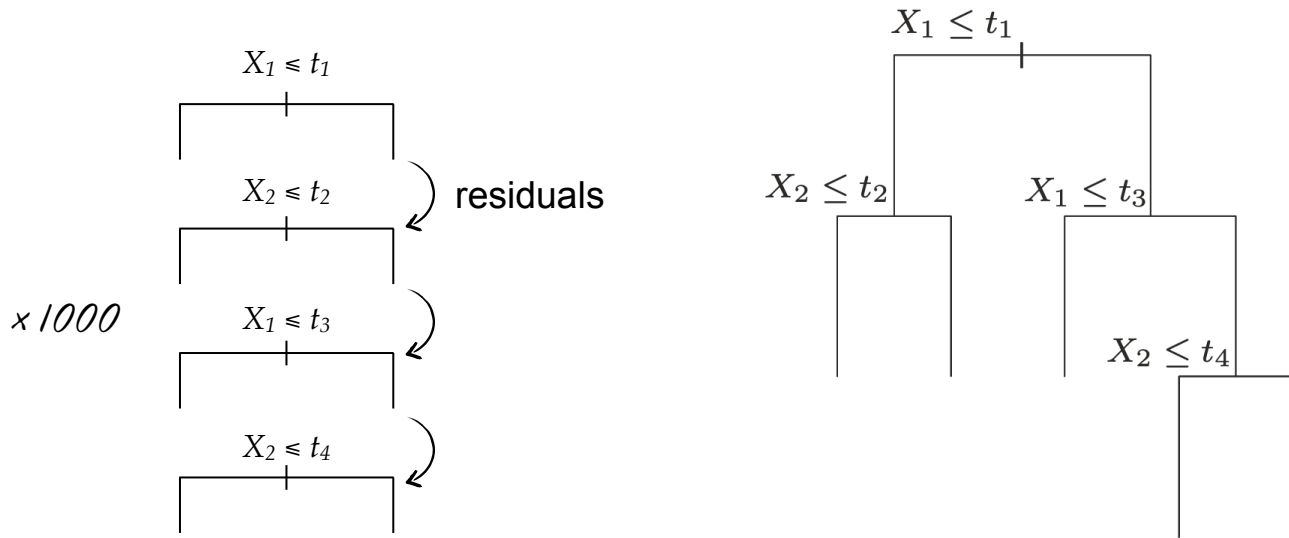 X₁ ⩽ t₁
X₂ ⩽ t₂
residuals
× 1000
X₁ ⩽ t₃
X₂ ⩽ t₄
X₁ ≤ t₁
X₂ ≤ t₂
X₁ ≤ t₃
X₂ ≤ t₄